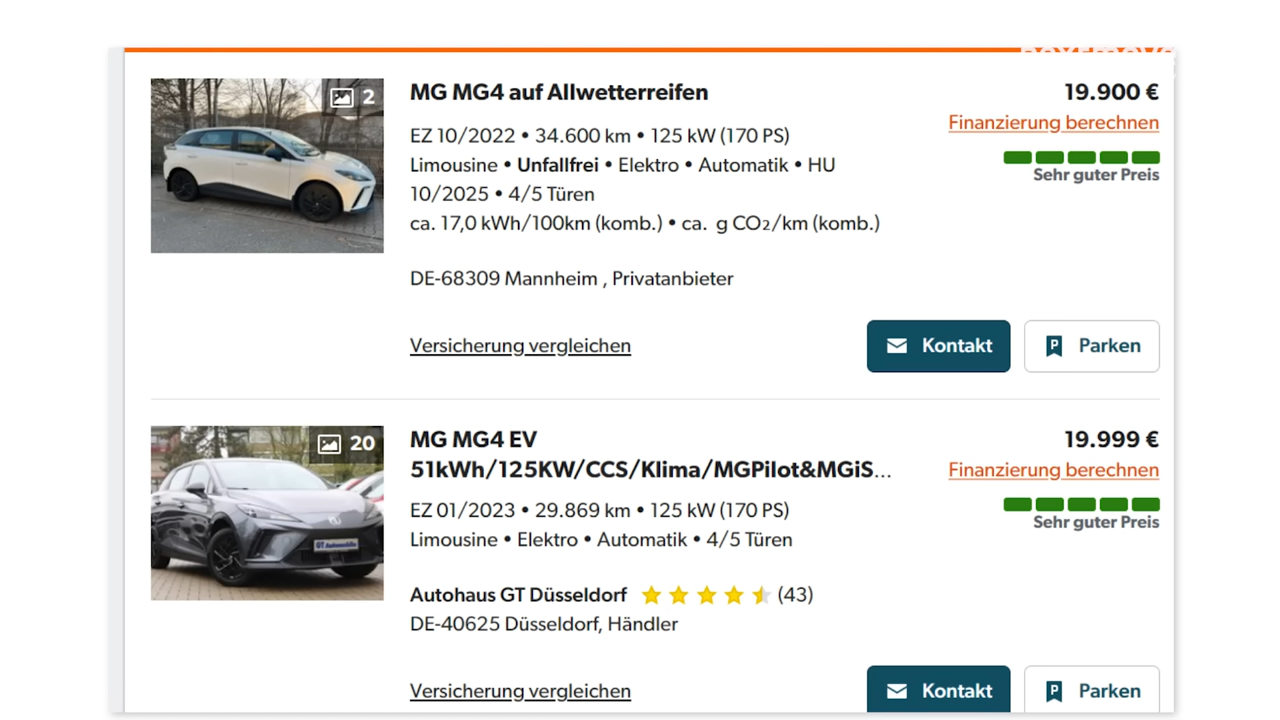 2
MG MG4 auf Allwetterreifen
19.900 €
Finanzierung berechnen
EZ 10/2022 • 34.600 km • 125 kW (170 PS)
Limousine • Unfallfrei • Elektro • Automatik • HU
10/2025 • 4/5 Türen
ca. 17,0 kWh/100km (komb.) • ca. g CO₂/km (komb.)
Sehr guter Preis
DE-68309 Mannheim , Privatanbieter
Versicherung vergleichen
Kontakt
P Parken
20
MG MG4 EV
51kWh/125KW/CCS/Klima/MGPilot&MGiS...
19.999 €
Finanzierung berechnen
EZ 01/2023 • 29.869 km • 125 kW (170 PS)
Limousine • Elektro • Automatik • 4/5 Türen
Sehr guter Preis
GT Automobile
Autohaus GT Düsseldorf (43)
DE-40625 Düsseldorf, Händler
Versicherung vergleichen
Kontakt
P Parken